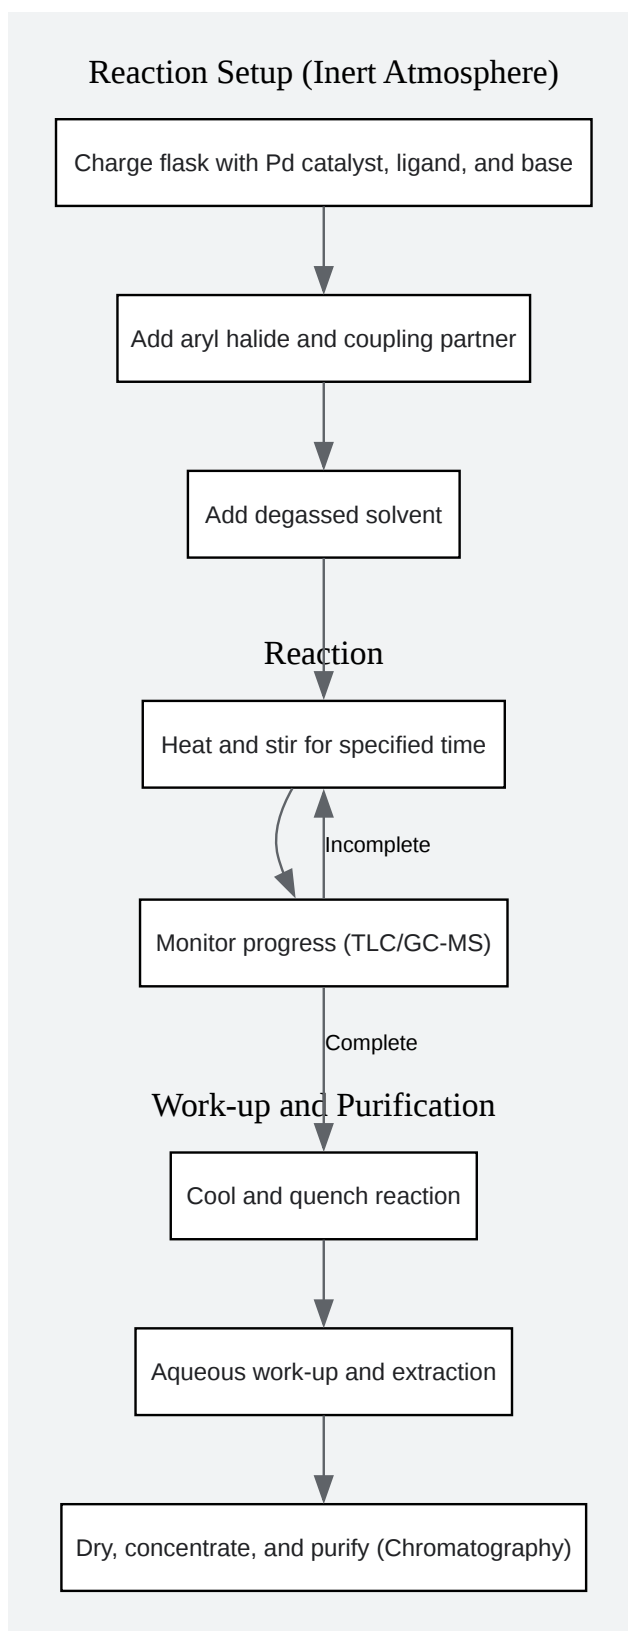 Reaction Setup (Inert Atmosphere)
Charge flask with Pd catalyst, ligand, and base
Add aryl halide and coupling partner
Add degassed solvent
Reaction
Heat and stir for specified time
Incomplete
Monitor progress (TLC/GC-MS)
Complete
Work-up and Purification
Cool and quench reaction
Aqueous work-up and extraction
Dry, concentrate, and purify (Chromatography)